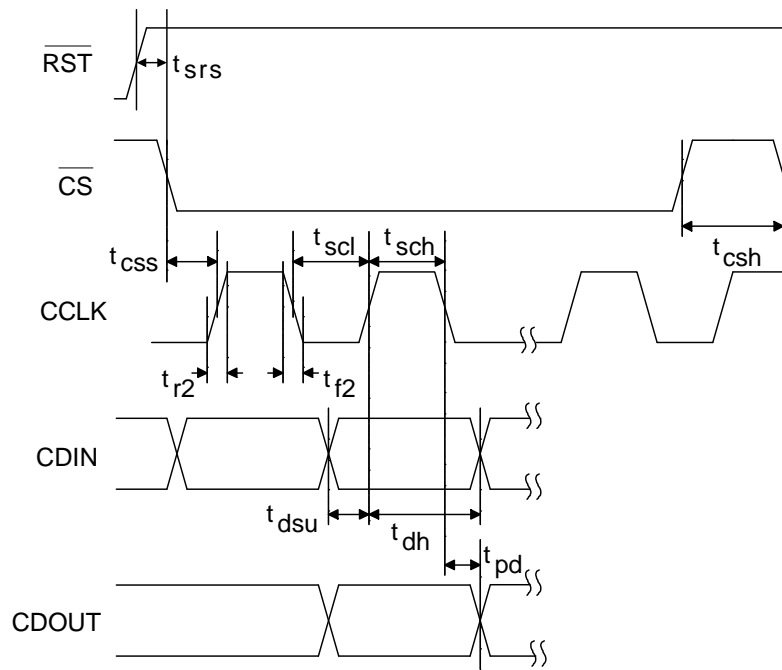 RST
t srs
CS
t css
t scl
t sch
t csh
CCLK
t r2
t f2
CDIN
t dsu
t dh
t pd
CDOUT